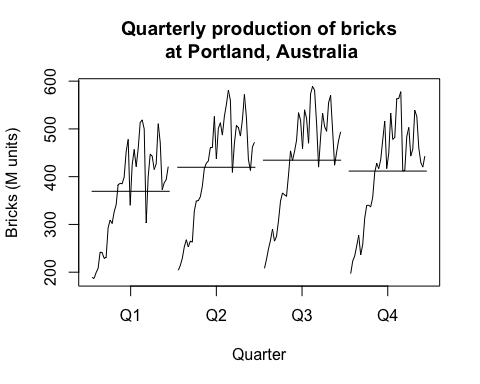 Quarterly production of bricks
at Portland, Australia
Bricks (M units)
600
500
400
300
200
Q1 Q2 Q3 Q4
Quarter